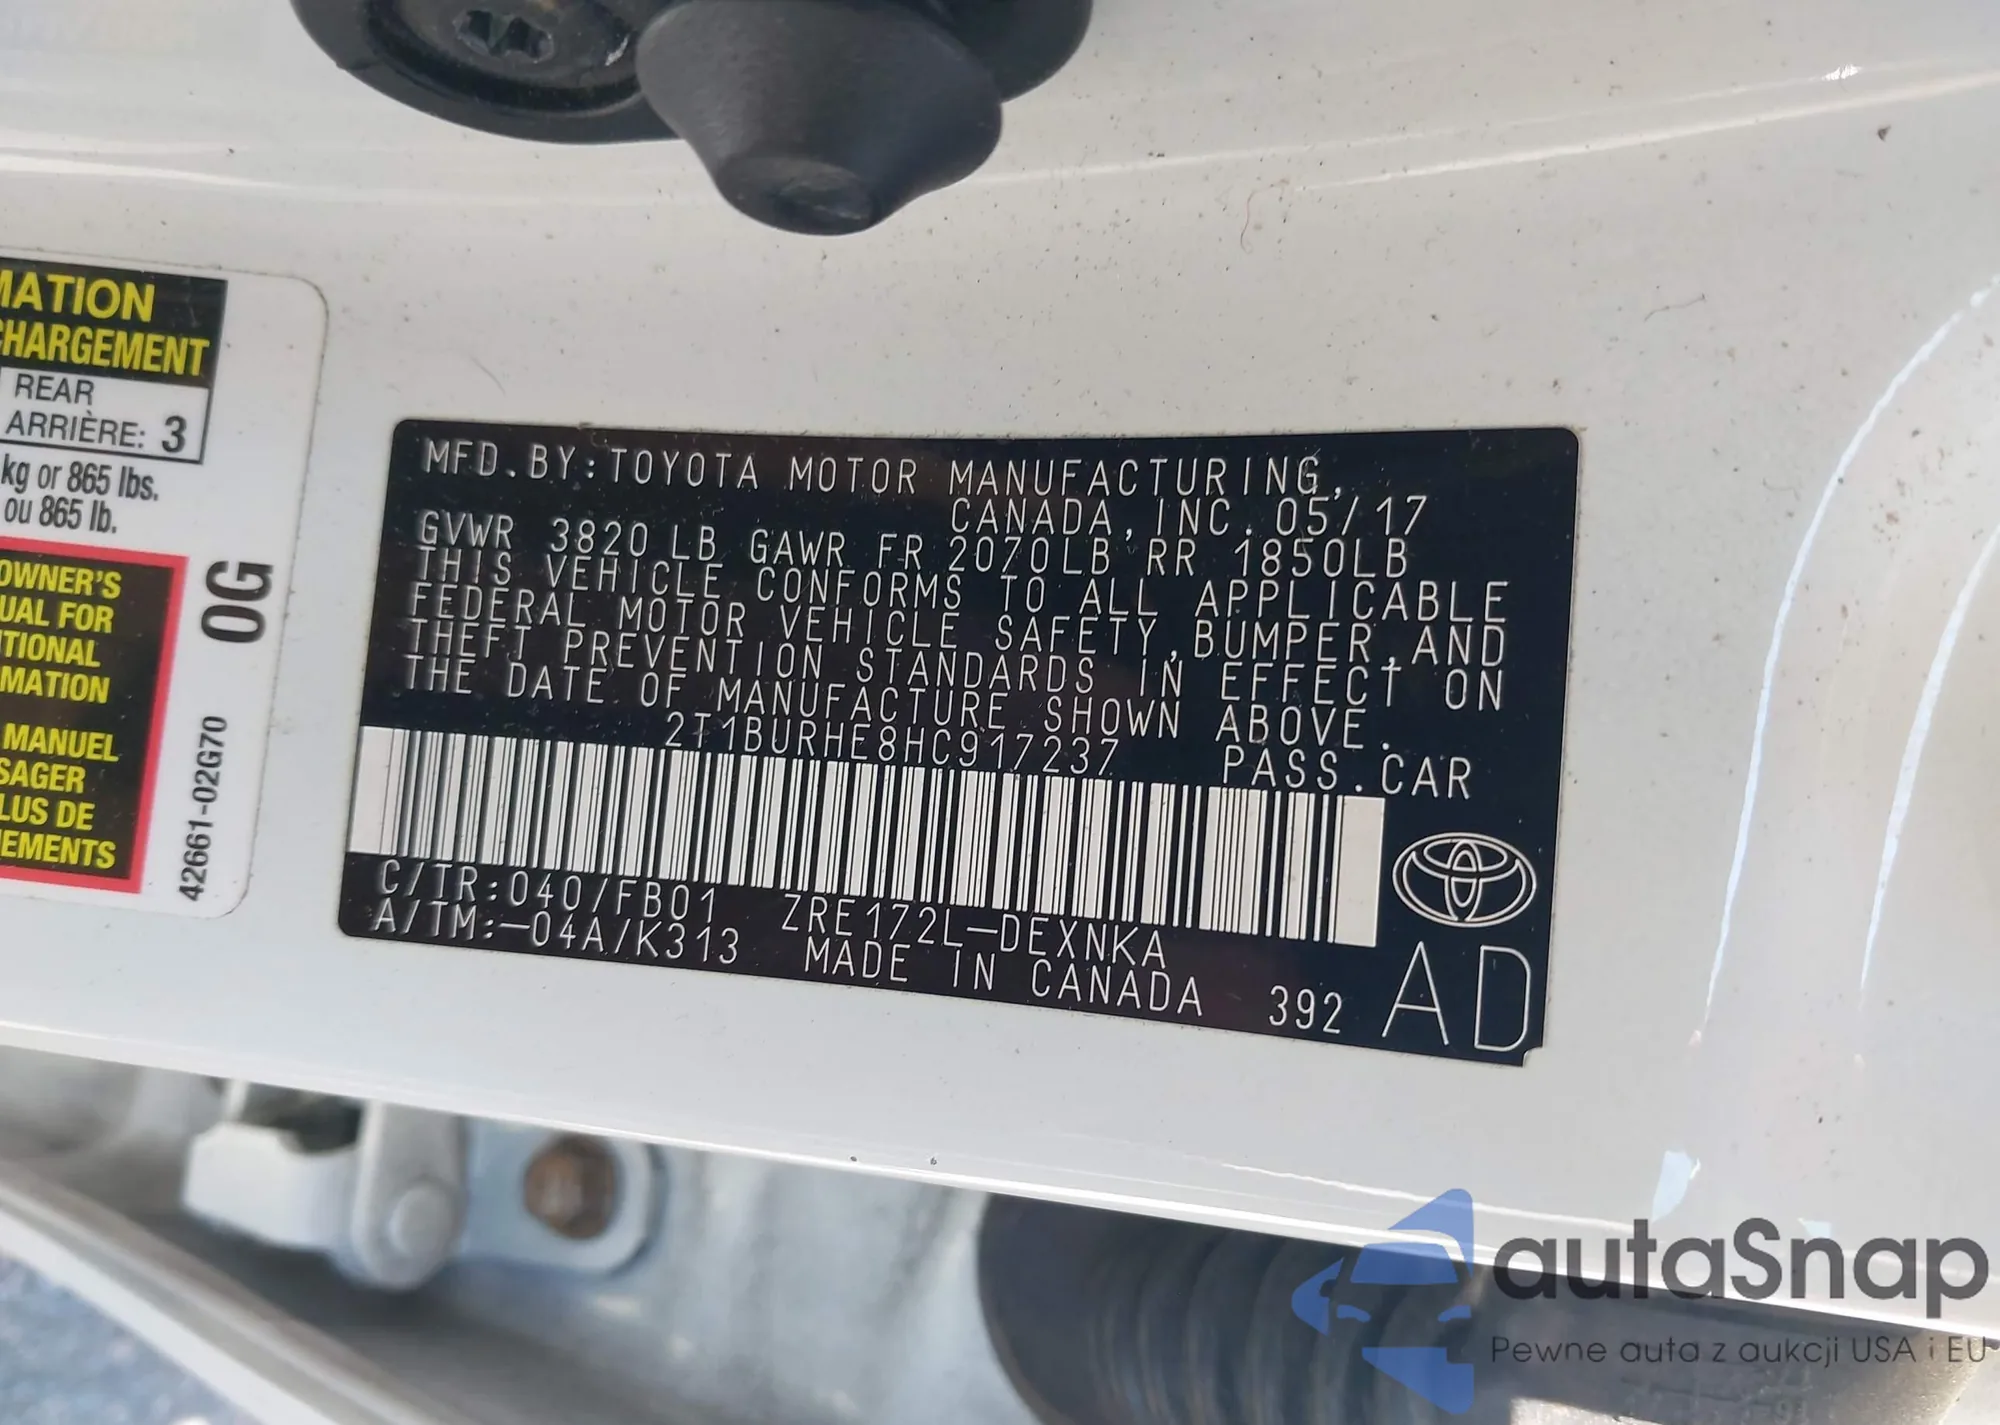 MATION
CHARGEMENT
REAR
ARRIÈRE: 3
kg or 865 lbs.
ou 865 lb.
OWNER'S
UAL FOR
TIONAL
MATION
MANUEL
SAGER
LUS DE
EMENTS
0G
42661-02G70
MFD.BY:TOYOTA MOTOR MANUFACTURING,
CANADA,INC. 05/17
GVWR 3820LB GAWR FR 2070LB RR 1850LB
THIS VEHICLE CONFORMS TO ALL APPLICABLE
FEDERAL MOTOR VEHICLE SAFETY,BUMPER,AND
THEFT PREVENTION STANDARDS IN EFFECT ON
THE DATE OF MANUFACTURE SHOWN ABOVE.
2T1BURHE8HC917237 PASS.CAR
C/TR:040/FB01 ZRE172L-DEXNKA
A/TM:-04A/K313 MADE IN CANADA 392
AD
autaSnap
Pewne auta z aukcji USA i EU